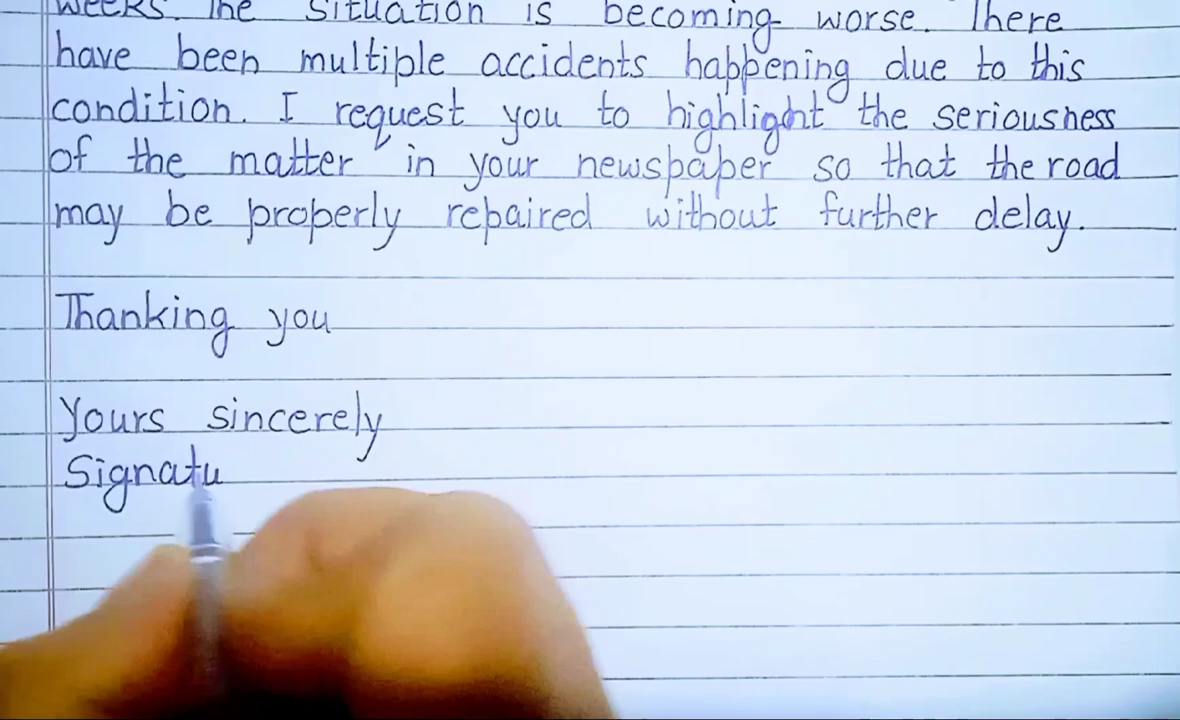 weeks. The situation is becoming worse. There
have been multiple accidents happening due to this
condition. I request you to highlight the seriousness
of the matter in your newspaper so that the road
may be properly repaired without further delay.
Thanking you
Yours sincerely
Signatu